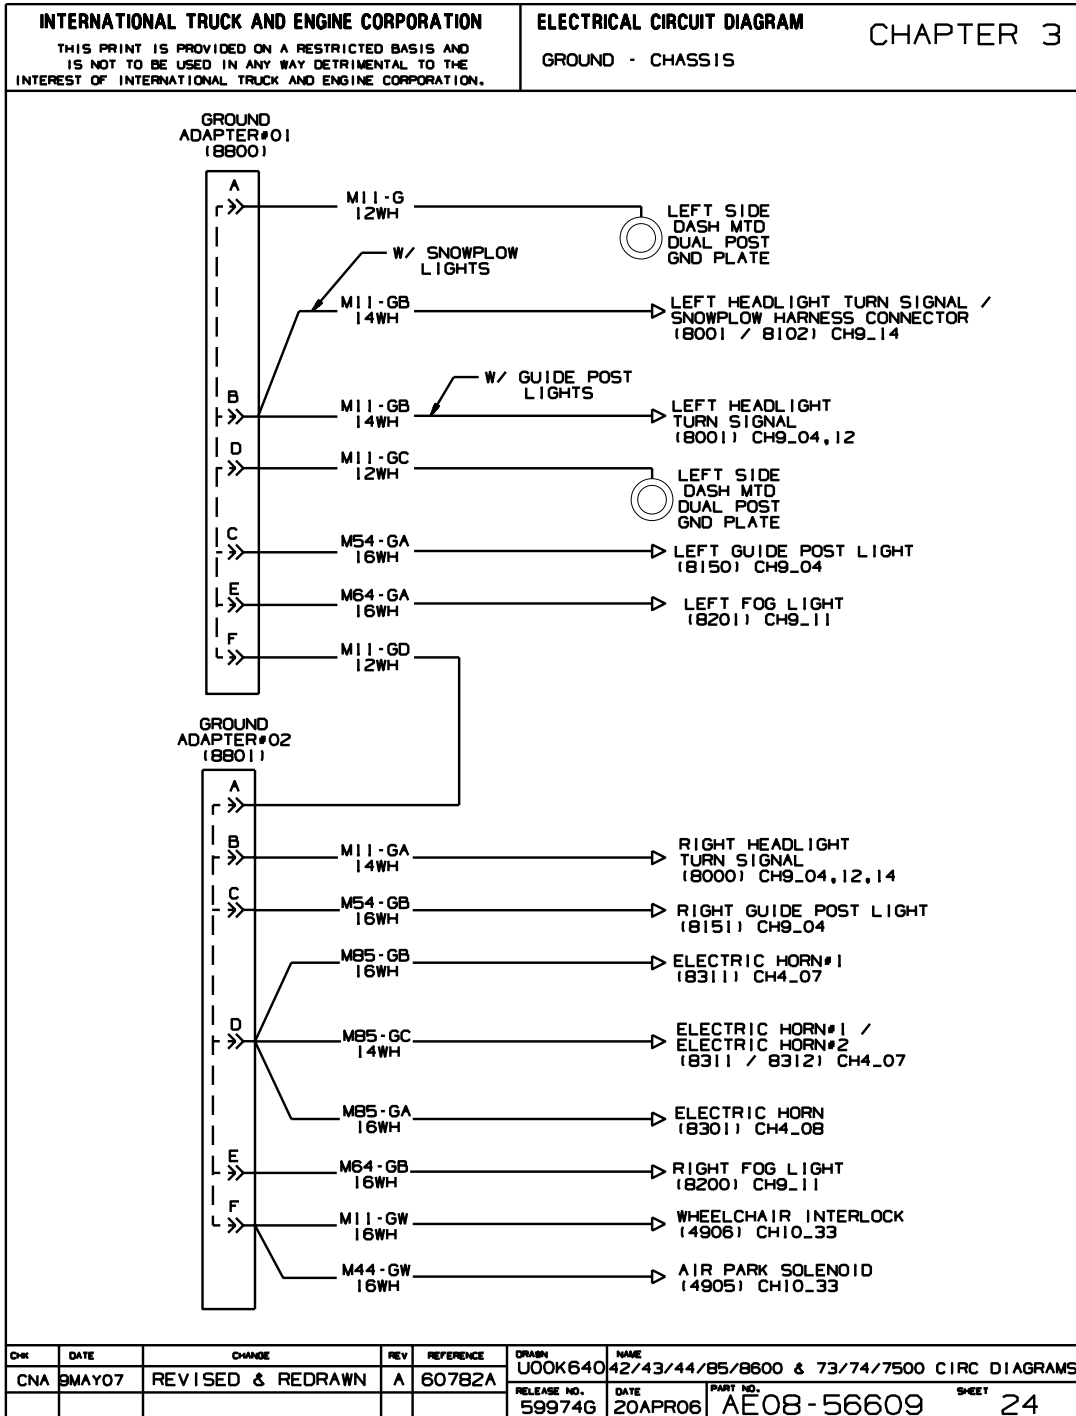 INTERNATIONAL TRUCK AND ENGINE CORPORATION
THIS PRINT IS PROVIDED ON A RESTRICTED BASIS AND
IS NOT TO BE USED IN ANY WAY DETRIMENTAL TO THE
INTEREST OF INTERNATIONAL TRUCK AND ENGINE CORPORATION.
ELECTRICAL CIRCUIT DIAGRAM
GROUND - CHASSIS
CHAPTER 3
GROUND
ADAPTER#01
(8800)
A
M11-G
12WH
LEFT SIDE
DASH MTD
DUAL POST
GND PLATE
W/ SNOWPLOW
LIGHTS
M11-GB
14WH
LEFT HEADLIGHT TURN SIGNAL /
SNOWPLOW HARNESS CONNECTOR
(8001 / 8102) CH9_14
W/ GUIDE POST
LIGHTS
B
M11-GB
14WH
LEFT HEADLIGHT
TURN SIGNAL
(8001) CH9_04,12
D
M11-GC
12WH
LEFT SIDE
DASH MTD
DUAL POST
GND PLATE
C
M54-GA
16WH
LEFT GUIDE POST LIGHT
(8150) CH9_04
E
M64-GA
16WH
LEFT FOG LIGHT
(8201) CH9_11
F
M11-GD
12WH
GROUND
ADAPTER#02
(8801)
A
B
M11-GA
14WH
RIGHT HEADLIGHT
TURN SIGNAL
(8000) CH9_04,12,14
C
M54-GB
16WH
RIGHT GUIDE POST LIGHT
(8151) CH9_04
M85-GB
16WH
ELECTRIC HORN#1
(8311) CH4_07
D
M85-GC
14WH
ELECTRIC HORN#1 /
ELECTRIC HORN#2
(8311 / 8312) CH4_07
M85-GA
16WH
ELECTRIC HORN
(8301) CH4_08
E
M64-GB
16WH
RIGHT FOG LIGHT
(8200) CH9_11
F
M11-GW
16WH
WHEELCHAIR INTERLOCK
(4906) CH10_33
M44-GW
16WH
AIR PARK SOLENOID
(4905) CH10_33
CHK DATE CHANGE REV REFERENCE
CNA 9MAY07 REVISED & REDRAWN A 60782A
DRAWN NAME
U00K640 42/43/44/85/8600 & 73/74/7500 CIRC DIAGRAMS
RELEASE NO. DATE PART NO. SHEET
59974G 20APR06 AE08-56609 24